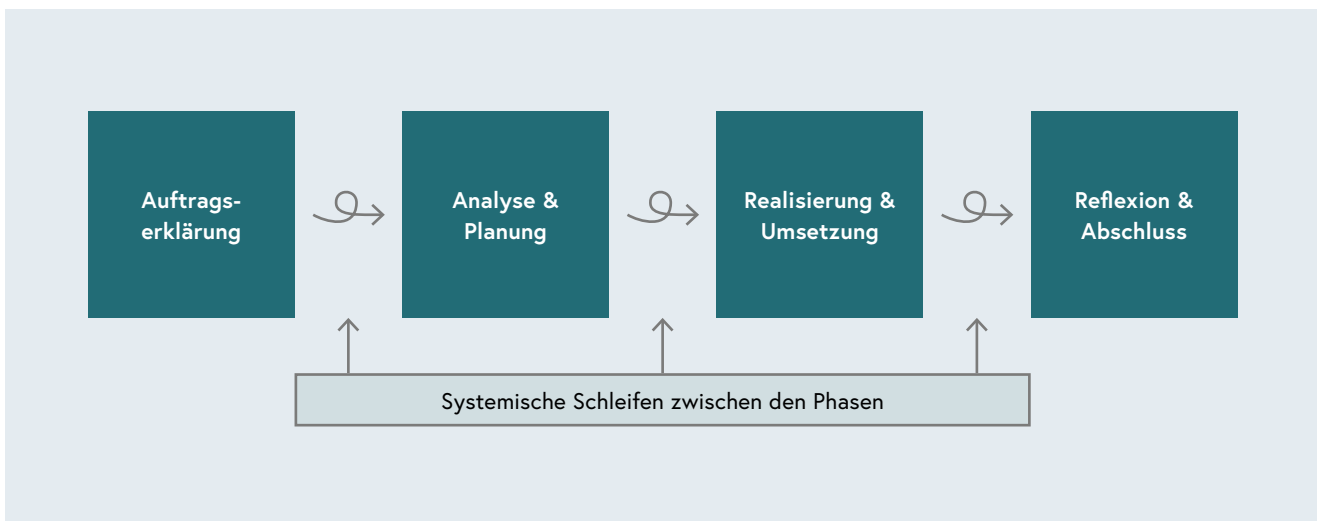 Auftrags-
erklärung
Analyse &
Planung
Realisierung &
Umsetzung
Reflexion &
Abschluss
Systemische Schleifen zwischen den Phasen